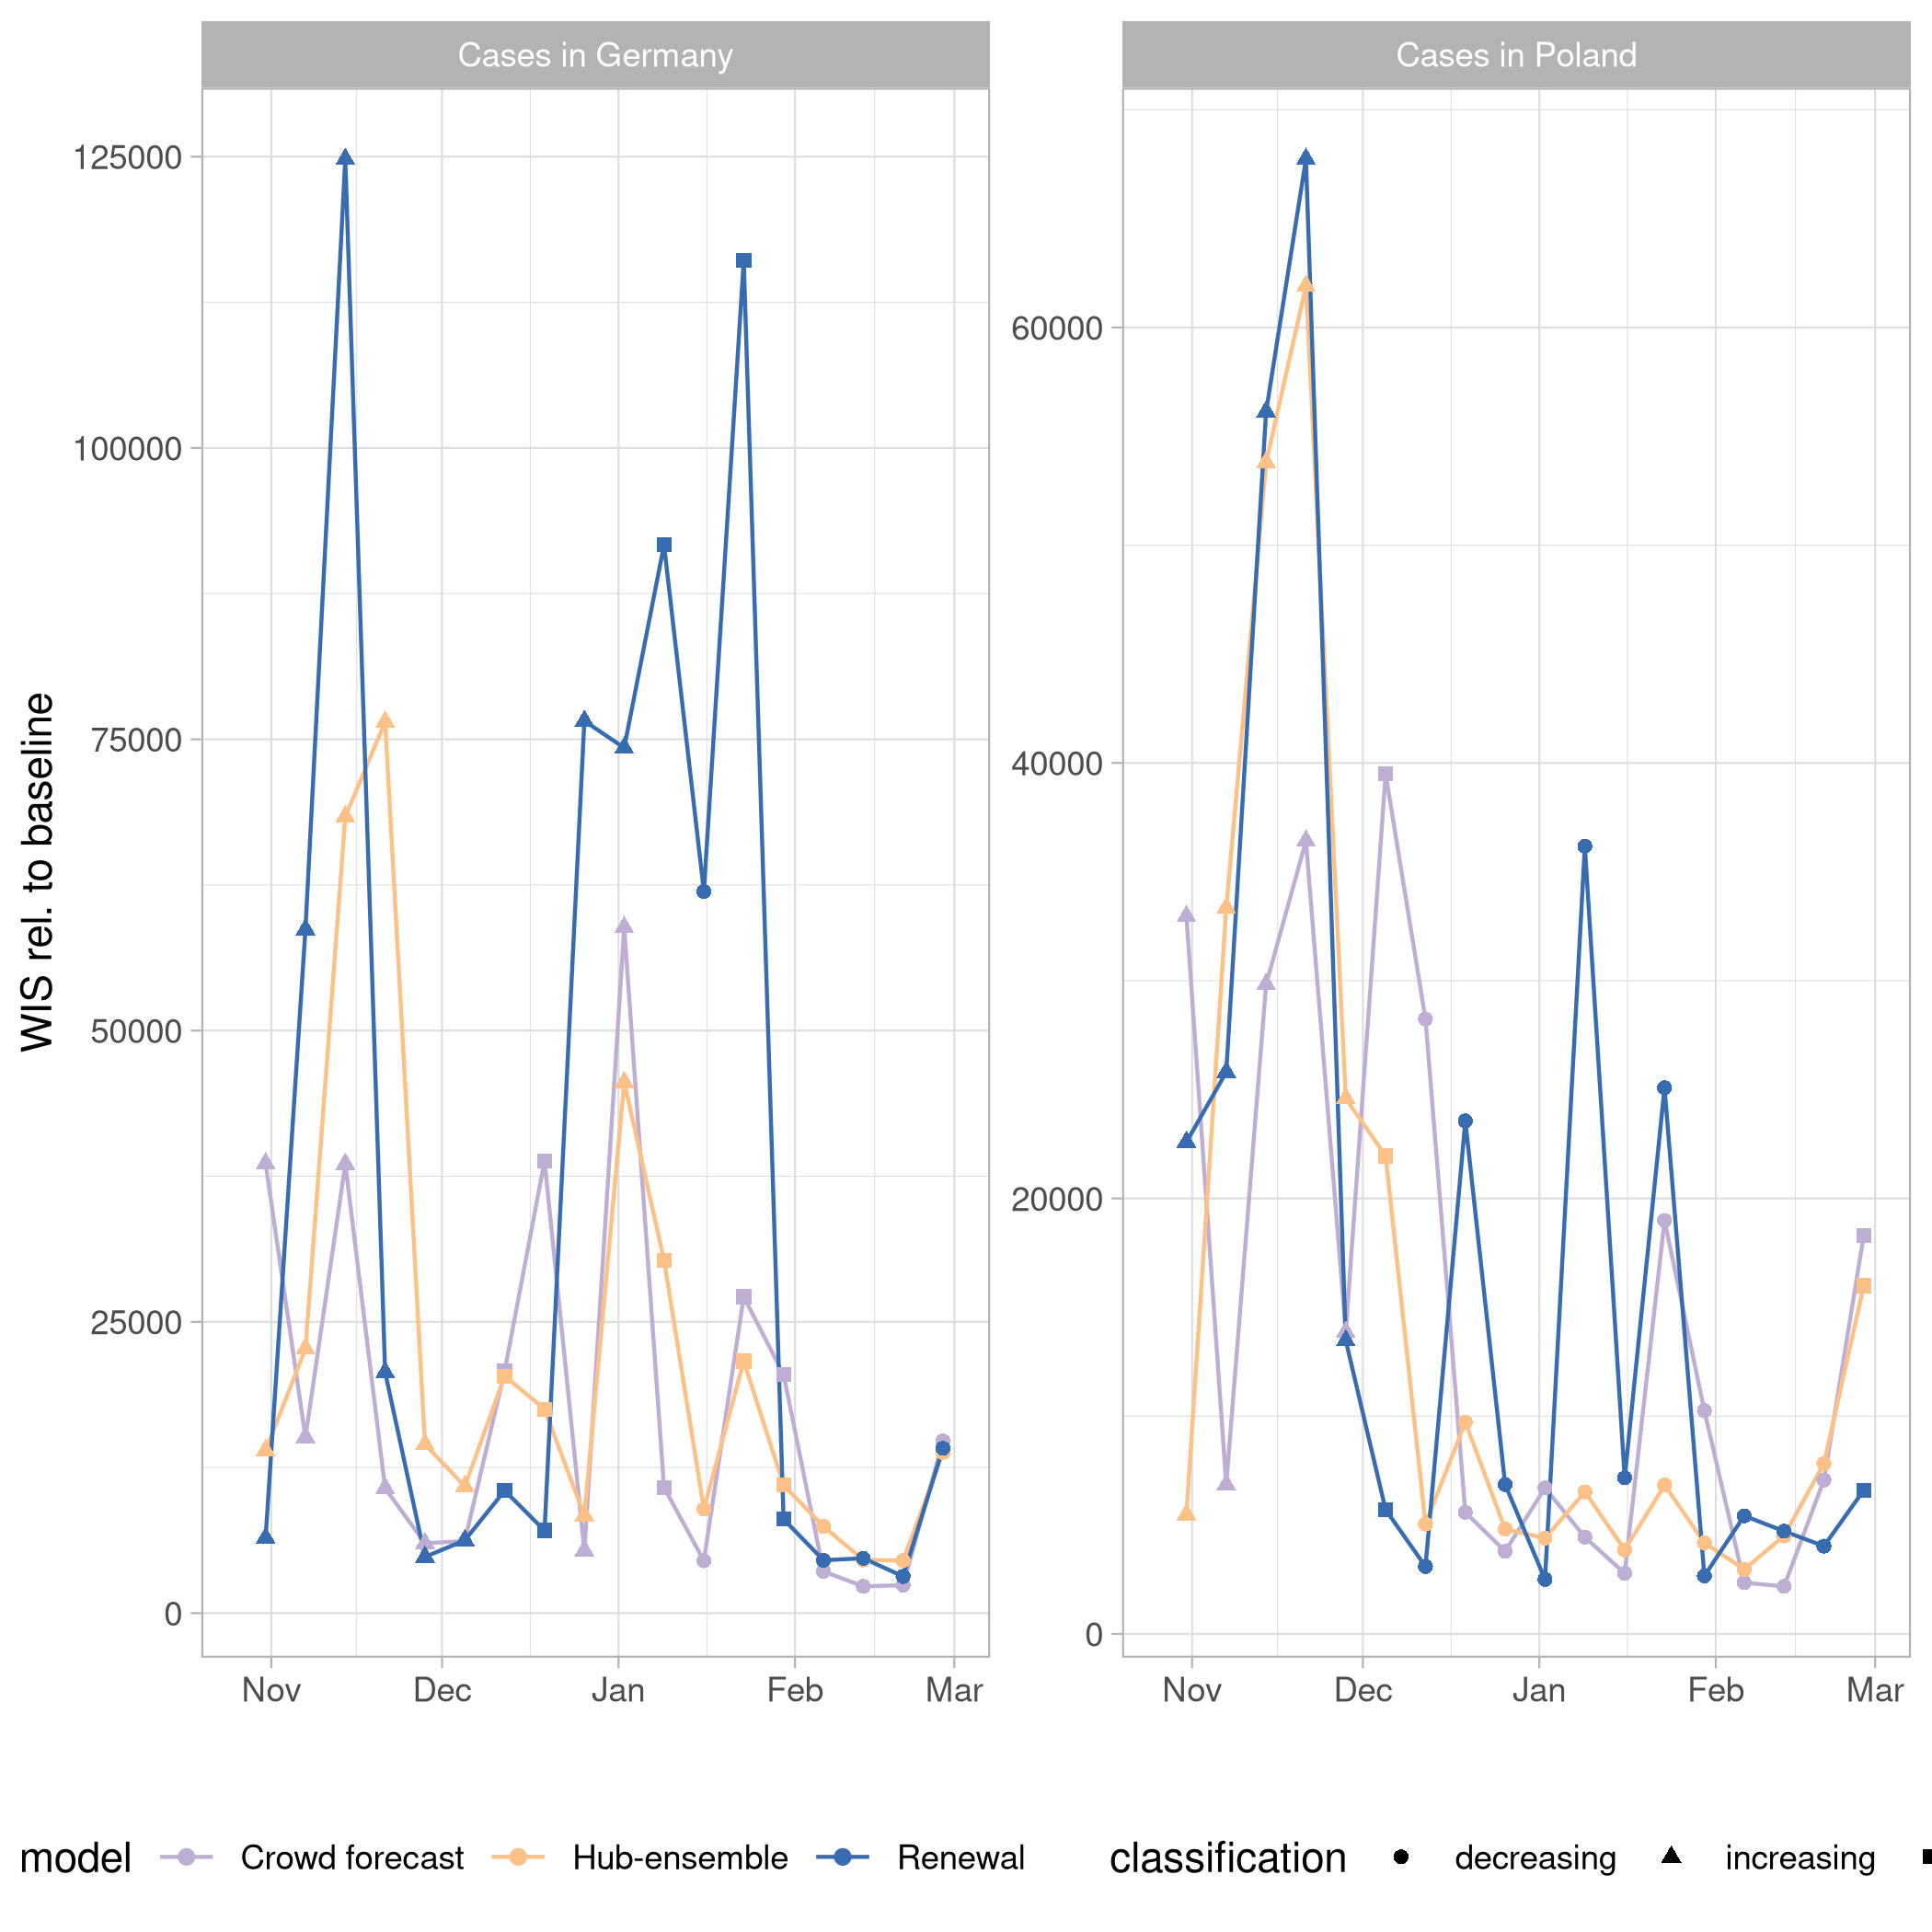 Cases in Germany
Cases in Poland
WIS rel. to baseline
125000
100000
75000
50000
25000
0
60000
40000
20000
0
Nov Dec Jan Feb Mar
Nov Dec Jan Feb Mar
model Crowd forecast Hub-ensemble Renewal classification decreasing increasing